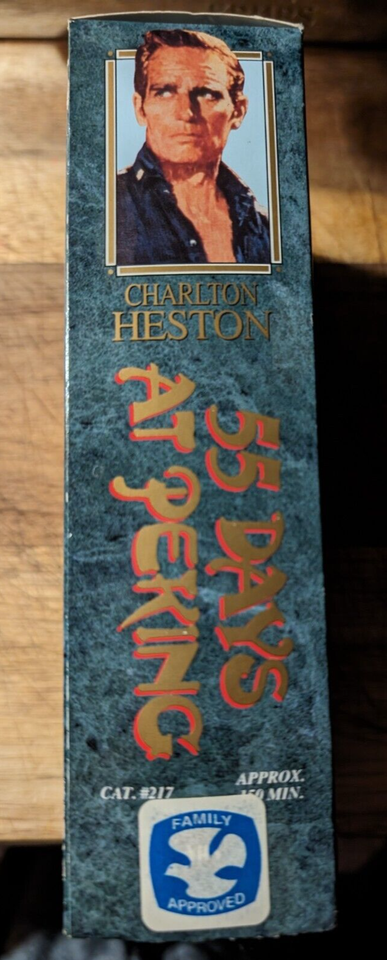 CHARLTON
HESTON
55 DAYS
AT PEKING
CAT. #217
APPROX.
150 MIN.
FAMILY
APPROVED